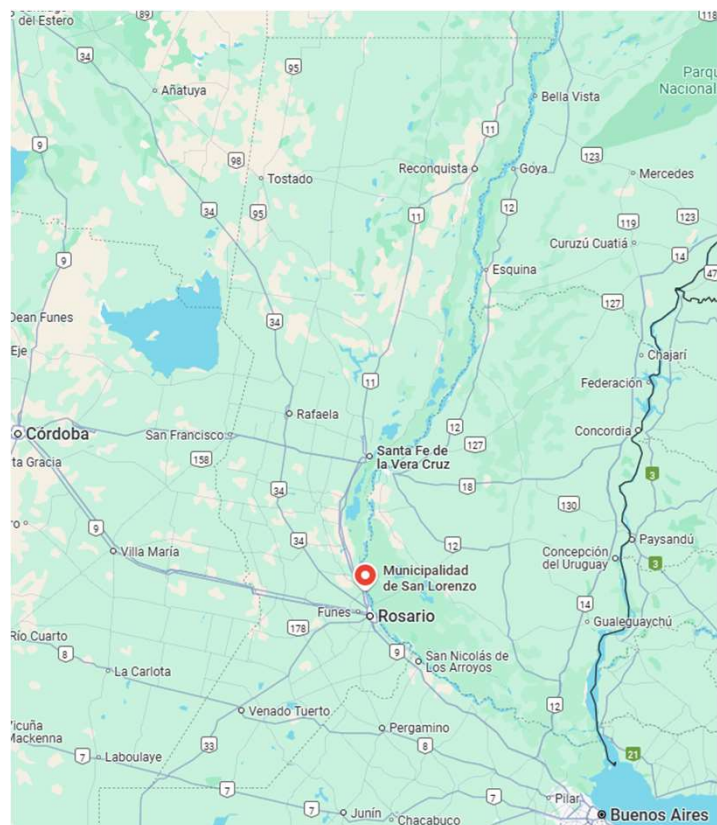 Santiago
del Estero
89
118
34
95
Parq
Nacional
Añatuya
11
Bella Vista
9
98
123
Tostado
Reconquista
Goya
Mercedes
34
95
11
12
119
123
Curuzú Cuatiá
14
9
Esquina
47
127
Dean Funes
34
Eje
Chajarí
11
Federación
Rafaela
12
Concordia
Córdoba
San Francisco
127
Santa Fe de
la Vera Cruz
ta Gracia
158
3
34
18
130
9
34
12
Paysandú
Villa María
Concepción
del Uruguay
3
Municipalidad
de San Lorenzo
14
Funes
Rosario
Gualeguaychú
178
Río Cuarto
8
9
San Nicolás de
Los Arroyos
La Carlota
12
Venado Tuerto
Vicuña
Mackenna
33
Pergamino
8
7
Laboulaye
21
7
Pilar
7
Junín
7
Chacabuco
Buenos Aires